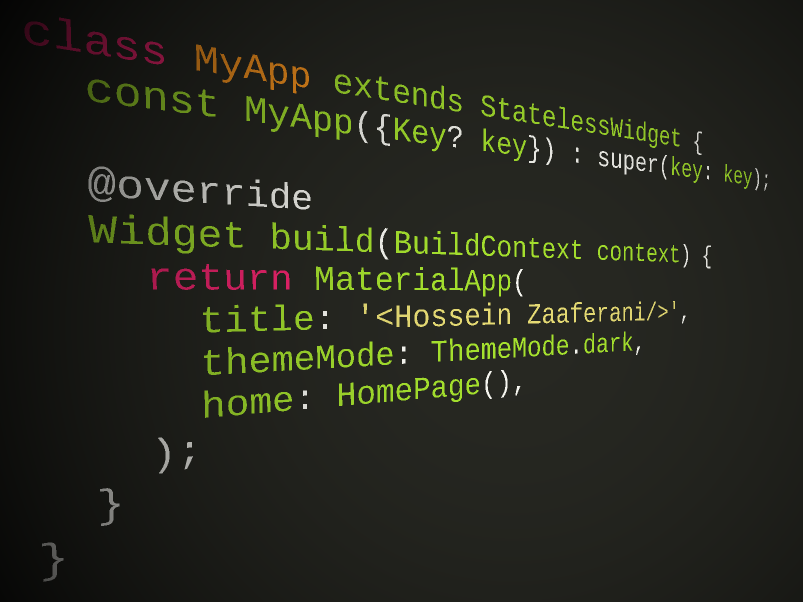 class MyApp extends StatelessWidget {
const MyApp({Key? key}) : super(key: key);
@override
Widget build(BuildContext context) {
return MaterialApp(
title: '<Hossein Zaaferani/>',
themeMode: ThemeMode.dark,
home: HomePage(),
);
}
}